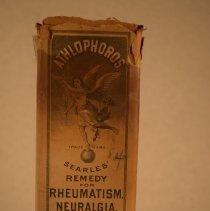 ATHLOPHOROS
TRADE MARK
SEARLES'
REMEDY
FOR
RHEUMATISM,
NEURALGIA,